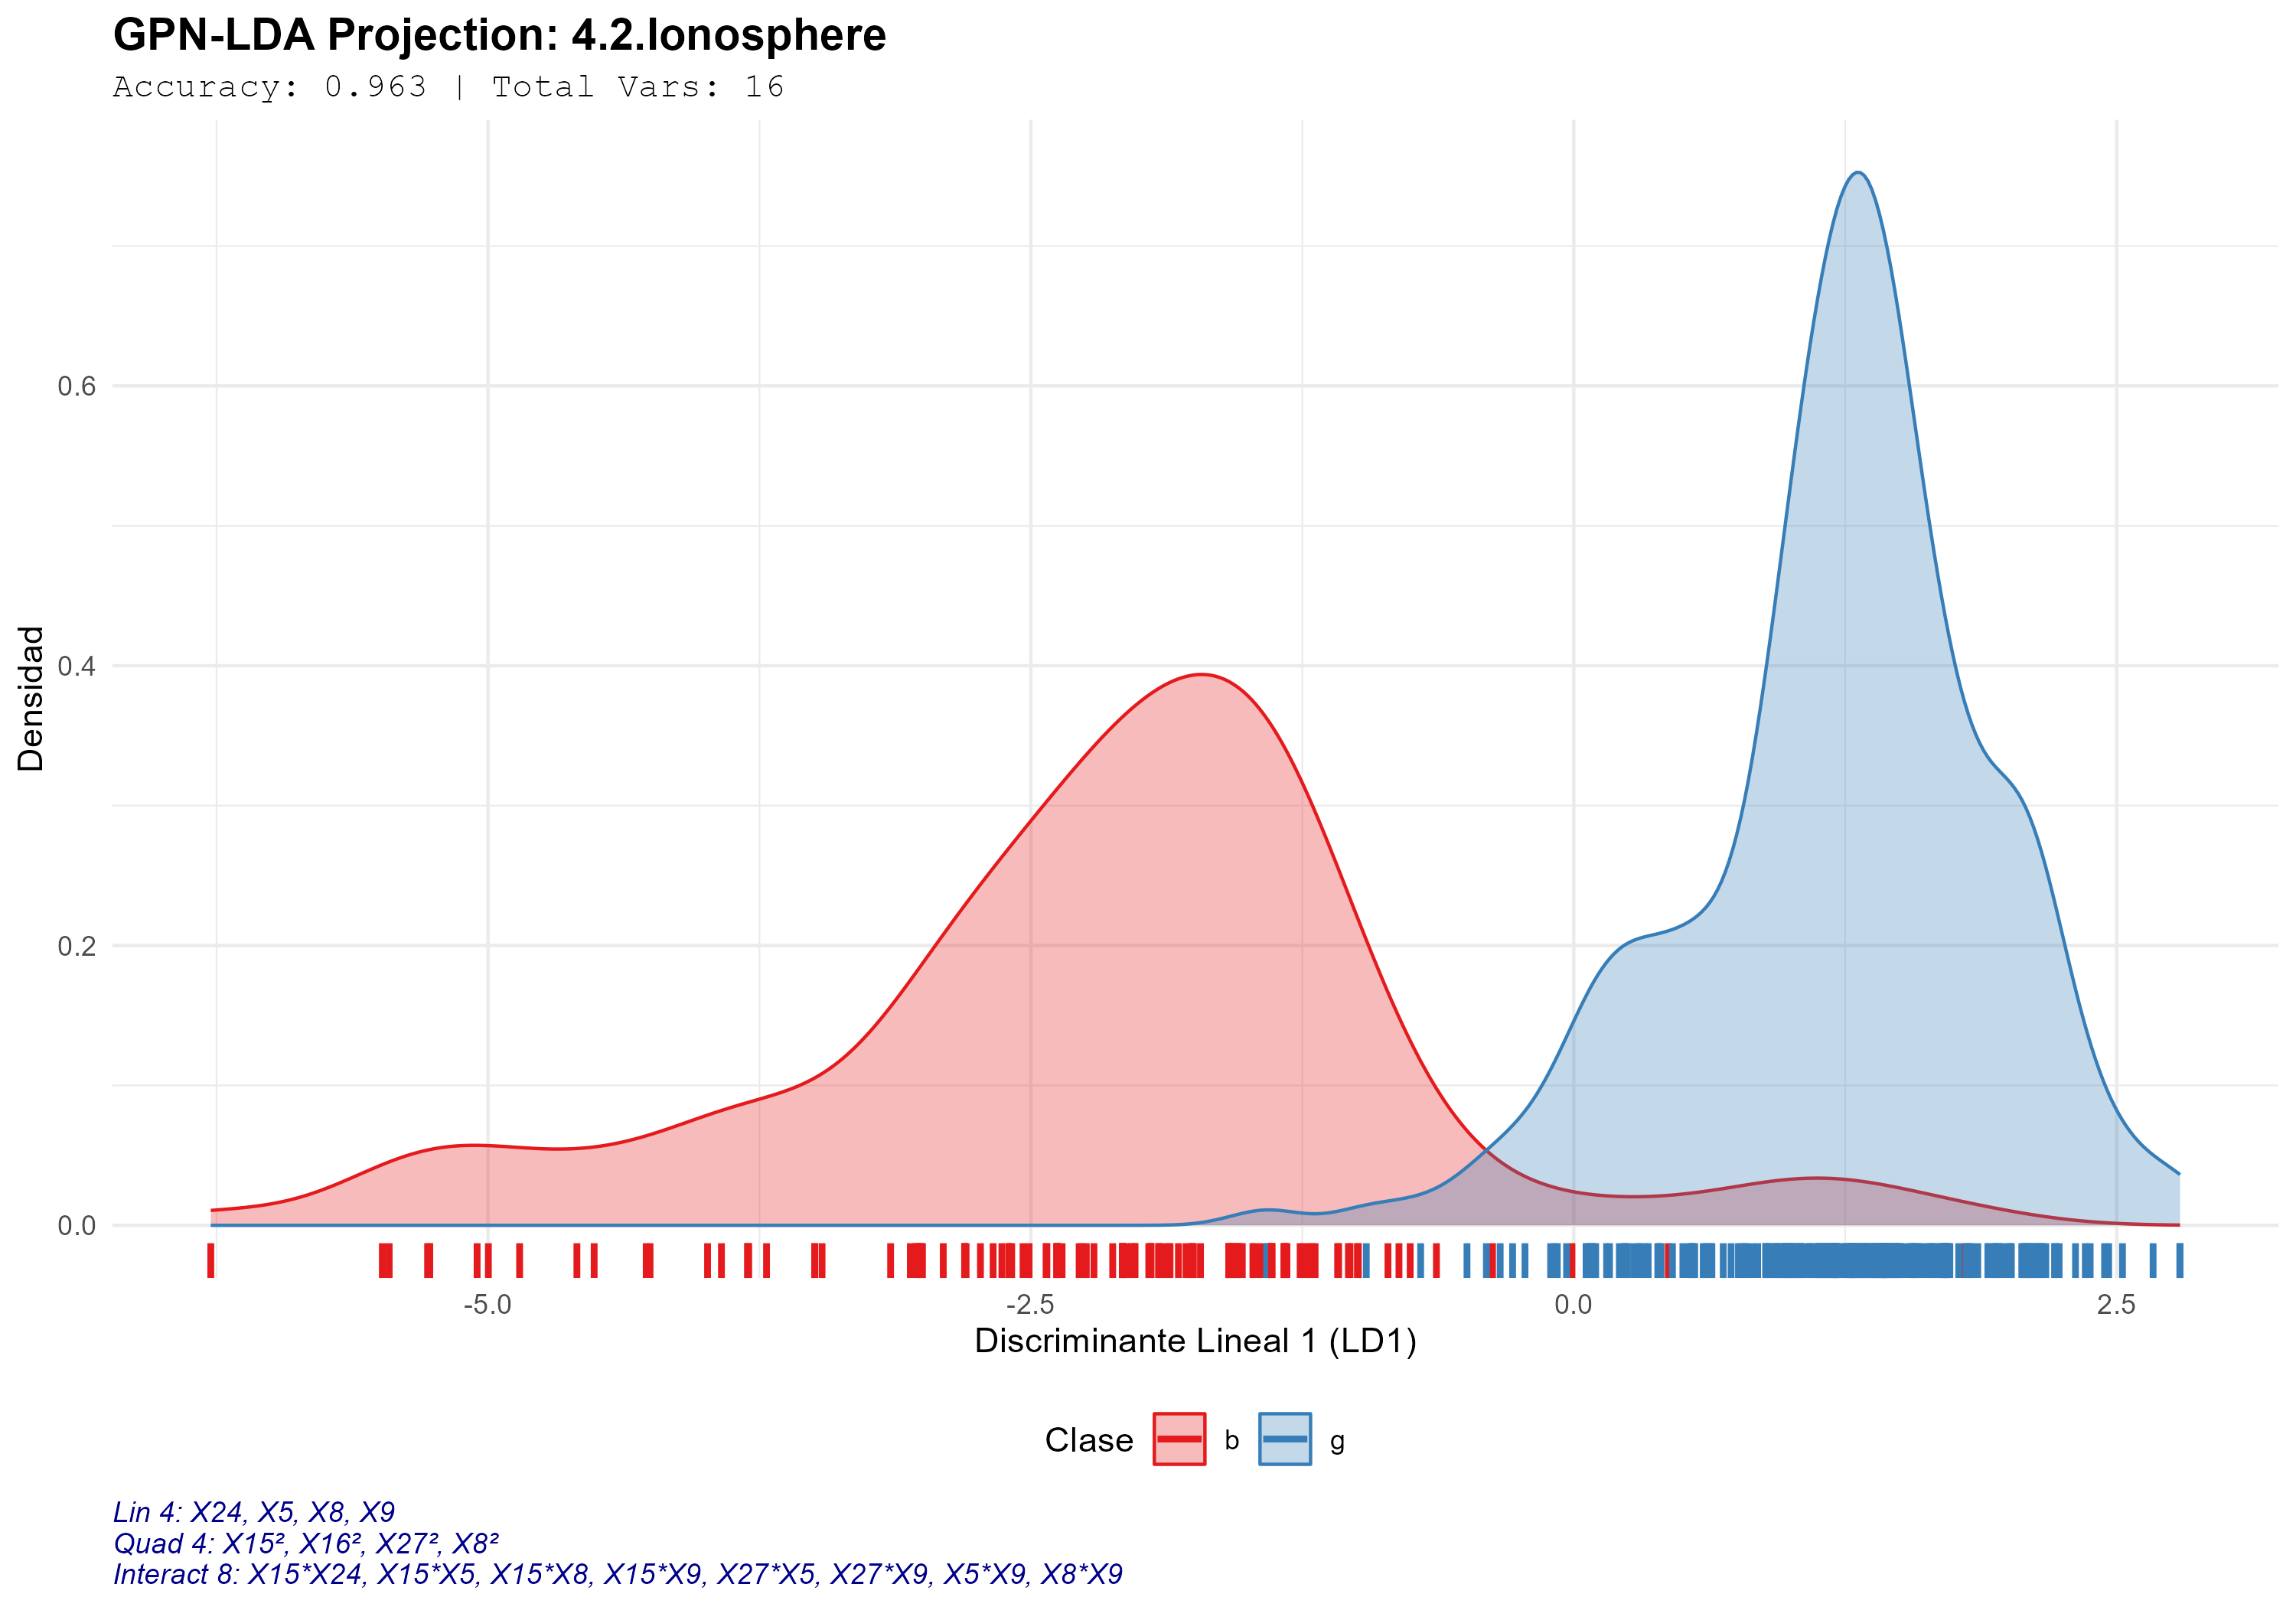 GPN-LDA Projection: 4.2.Ionosphere
Accuracy: 0.963 | Total Vars: 16
Densidad
0.6
0.4
0.2
0.0
-5.0 -2.5 0.0 2.5
Discriminante Lineal 1 (LD1)
Clase b g
Lin 4: X24, X5, X8, X9
Quad 4: X15², X16², X27², X8²
Interact 8: X15*X24, X15*X5, X15*X8, X15*X9, X27*X5, X27*X9, X5*X9, X8*X9